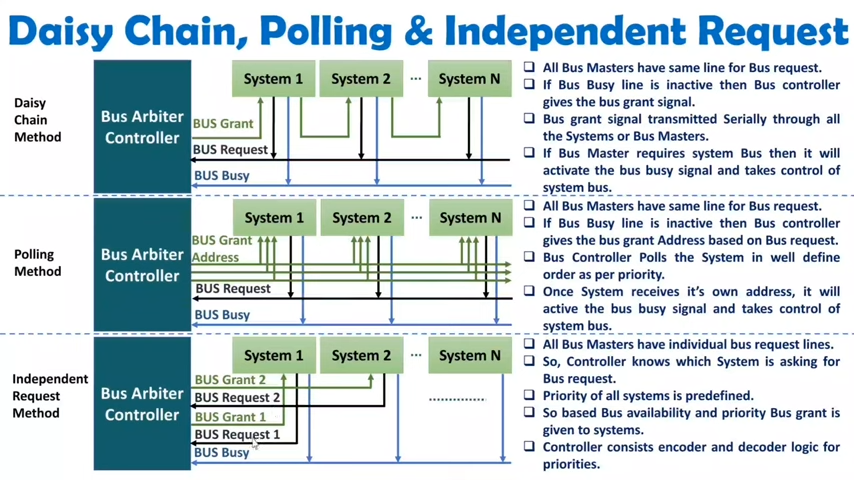 Daisy Chain, Polling & Independent Request
Daisy
Chain
Method
Bus Arbiter
Controller
System 1
System 2
...
System N
BUS Grant
BUS Request
BUS Busy
❑ All Bus Masters have same line for Bus request.
❑ If Bus Busy line is inactive then Bus controller
gives the bus grant signal.
❑ Bus grant signal transmitted Serially through all
the Systems or Bus Masters.
❑ If Bus Master requires system Bus then it will
activate the bus busy signal and takes control of
system bus.
Polling
Method
Bus Arbiter
Controller
System 1
System 2
...
System N
BUS Grant
Address
BUS Request
BUS Busy
❑ All Bus Masters have same line for Bus request.
❑ If Bus Busy line is inactive then Bus controller
gives the bus grant Address based on Bus request.
❑ Bus Controller Polls the System in well define
order as per priority.
❑ Once System receives it's own address, it will
active the bus busy signal and takes control of
system bus.
Independent
Request
Method
Bus Arbiter
Controller
System 1
System 2
...
System N
BUS Grant 2
BUS Request 2
BUS Grant 1
BUS Request 1
BUS Busy
❑ All Bus Masters have individual bus request lines.
❑ So, Controller knows which System is asking for
Bus request.
❑ Priority of all systems is predefined.
❑ So based Bus availability and priority Bus grant is
given to systems.
❑ Controller consists encoder and decoder logic for
priorities.